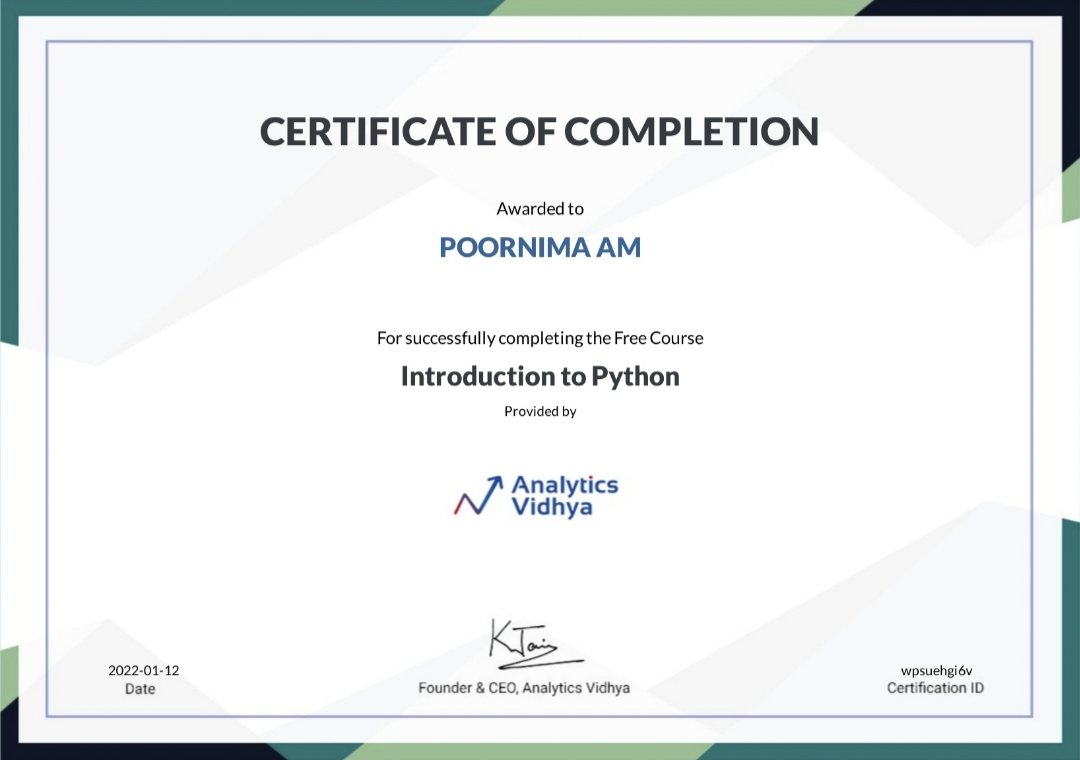 CERTIFICATE OF COMPLETION
Awarded to
POORNIMA AM
For successfully completing the Free Course
Introduction to Python
Provided by
Analytics
Vidhya
KJain
2022-01-12
Date
Founder & CEO, Analytics Vidhya
wpsuehgi6v
Certification ID